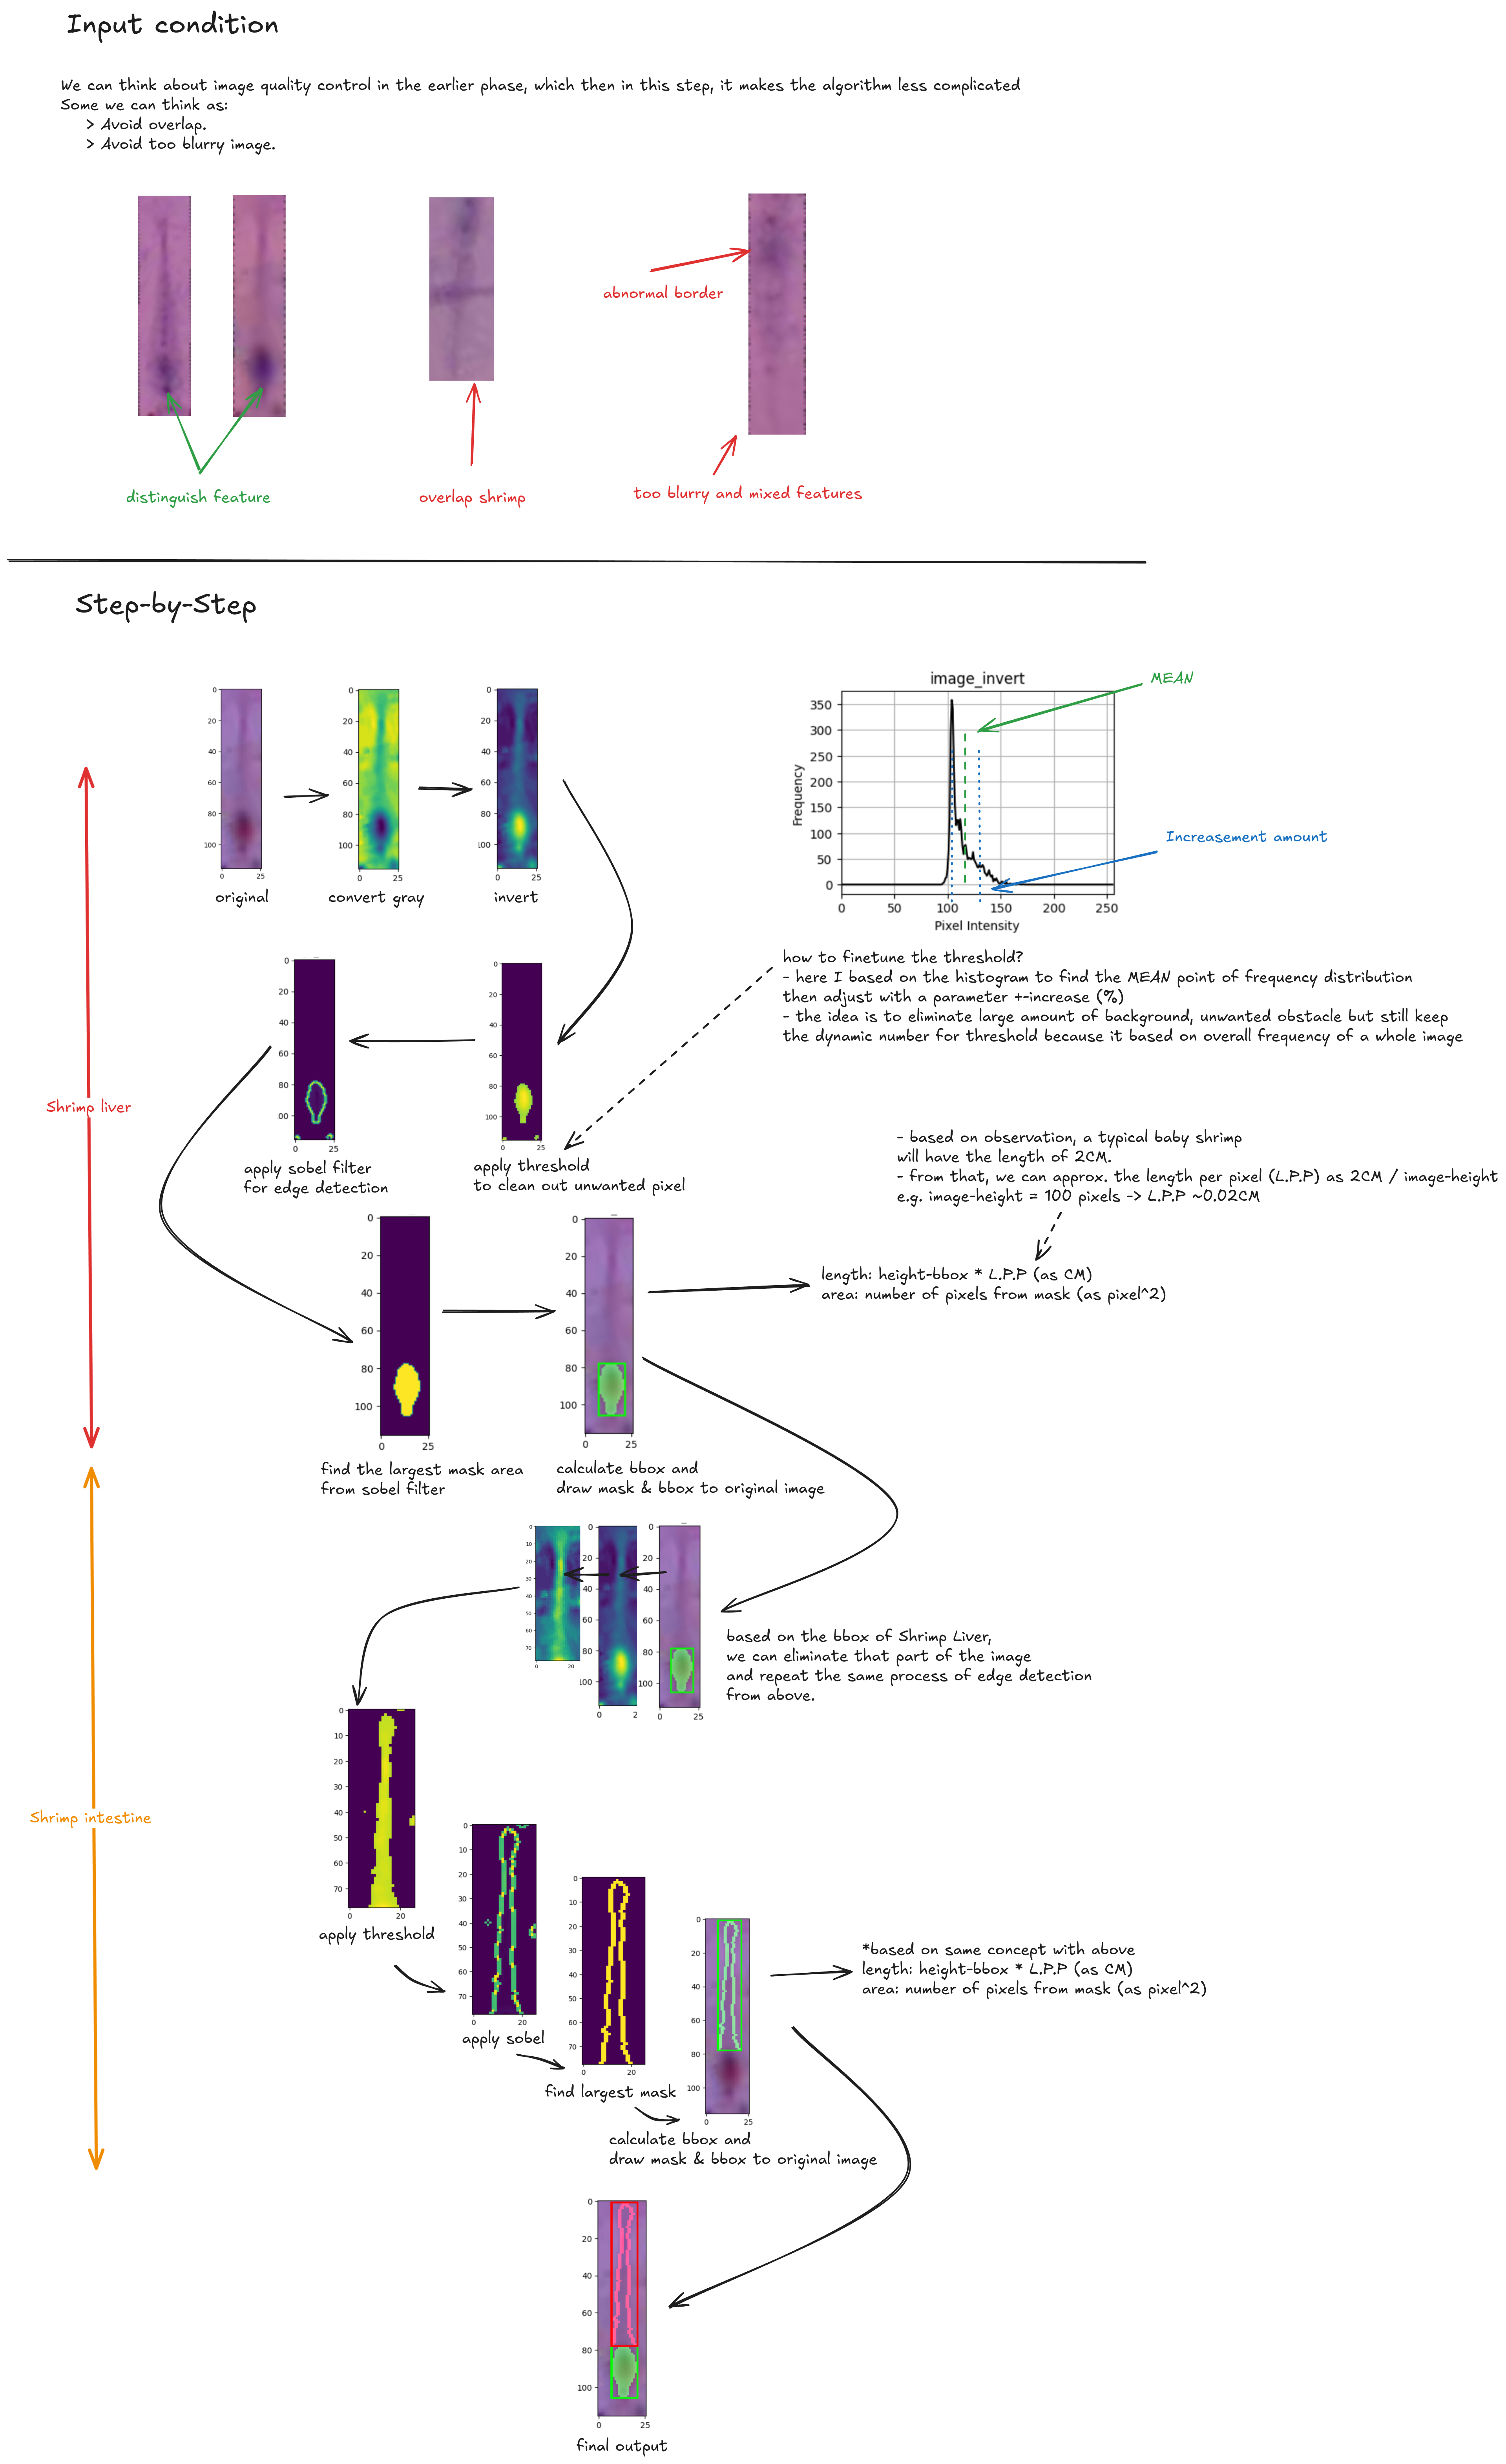 Input condition
We can think about image quality control in the earlier phase, which then in this step, it makes the algorithm less complicated
Some we can think as:
> Avoid overlap.
> Avoid too blurry image.
abnormal border
distinguish feature
overlap shrimp
too blurry and mixed features
Step-by-Step
0
20
40
60
80
100
0 25
original
0
20
40
60
80
100
0 25
convert gray
0
20
40
60
80
100
0 25
invert
image_invert
MEAN
350
300
250
200
150
100
50
0
Frequency
0 50 100 150 200 250
Pixel Intensity
Increasement amount
how to finetune the threshold?
- here I based on the histogram to find the MEAN point of frequency distribution
then adjust with a parameter +-increase (%)
- the idea is to eliminate large amount of background, unwanted obstacle but still keep
the dynamic number for threshold because it based on overall frequency of a whole image
0
20
40
60
80
00
0 25
apply sobel filter
for edge detection
0
20
40
60
80
100
0 25
apply threshold
to clean out unwanted pixel
Shrimp liver
- based on observation, a typical baby shrimp
will have the length of 2CM.
- from that, we can approx. the length per pixel (L.P.P) as 2CM / image-height
e.g. image-height = 100 pixels -> L.P.P ~0.02CM
length: height-bbox * L.P.P (as CM)
area: number of pixels from mask (as pixel^2)
0
20
40
60
80
100
0 25
find the largest mask area
from sobel filter
0
20
40
60
80
100
0 25
calculate bbox and
draw mask & bbox to original image
0
10
20
30
40
50
60
70
0 20
0
20
40
60
80
100
0 2
0
20
40
60
80
100
0 25
based on the bbox of Shrimp Liver,
we can eliminate that part of the image
and repeat the same process of edge detection
from above.
Shrimp intestine
0
10
20
30
40
50
60
70
0 20
apply threshold
0
10
20
30
40
50
60
70
0 20
apply sobel
0
10
20
30
40
50
60
70
0 20
find largest mask
0
20
40
60
80
100
0 25
calculate bbox and
draw mask & bbox to original image
*based on same concept with above
length: height-bbox * L.P.P (as CM)
area: number of pixels from mask (as pixel^2)
0
20
40
60
80
100
0 25
final output